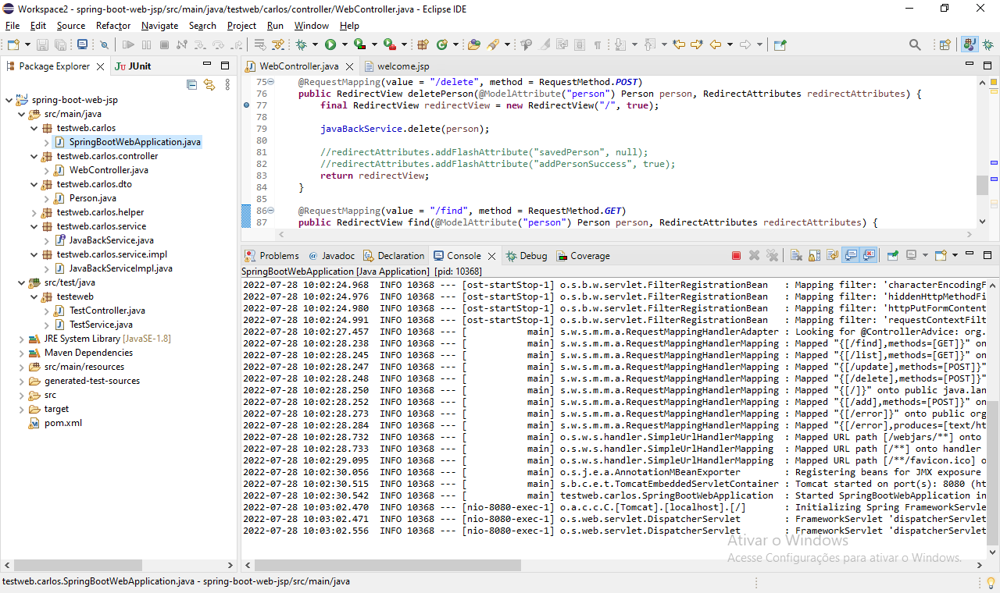 Workspace2 - spring-boot-web-jsp/src/main/java/testweb/carlos/controller/WebController.java - Eclipse IDE
File Edit Source Refactor Navigate Search Project Run Window Help
Package Explorer JUnit
spring-boot-web-jsp
src/main/java
testweb.carlos
SpringBootWebApplication.java
testweb.carlos.controller
WebController.java
testweb.carlos.dto
Person.java
testweb.carlos.helper
testweb.carlos.service
JavaBackService.java
testweb.carlos.service.impl
JavaBackServiceImpl.java
src/test/java
testeweb
TestController.java
TestService.java
JRE System Library [JavaSE-1.8]
Maven Dependencies
src/main/resources
generated-test-sources
src
target
pom.xml
WebController.java welcome.jsp
75 @RequestMapping(value = "/delete", method = RequestMethod.POST)
76 public RedirectView deletePerson(@ModelAttribute("person") Person person, RedirectAttributes redirectAttributes) {
77 final RedirectView redirectView = new RedirectView("/", true);
78
79 javaBackService.delete(person);
80
81 //redirectAttributes.addFlashAttribute("savedPerson", null);
82 //redirectAttributes.addFlashAttribute("addPersonSuccess", true);
83 return redirectView;
84 }
85
86 @RequestMapping(value = "/find", method = RequestMethod.GET)
87 public RedirectView find(@ModelAttribute("person") Person person, RedirectAttributes redirectAttributes) {
Problems Javadoc Declaration Console Debug Coverage
SpringBootWebApplication [Java Application] [pid: 10368]
2022-07-28 10:02:24.968 INFO 10368 --- [ost-startStop-1] o.s.b.w.servlet.FilterRegistrationBean : Mapping filter: 'characterEncodingF
2022-07-28 10:02:24.976 INFO 10368 --- [ost-startStop-1] o.s.b.w.servlet.FilterRegistrationBean : Mapping filter: 'hiddenHttpMethodFi
2022-07-28 10:02:24.980 INFO 10368 --- [ost-startStop-1] o.s.b.w.servlet.FilterRegistrationBean : Mapping filter: 'httpPutFormContent
2022-07-28 10:02:24.991 INFO 10368 --- [ost-startStop-1] o.s.b.w.servlet.FilterRegistrationBean : Mapping filter: 'requestContextFilt
2022-07-28 10:02:27.457 INFO 10368 --- [ main] s.w.s.m.m.a.RequestMappingHandlerAdapter : Looking for @ControllerAdvice: org.
2022-07-28 10:02:28.238 INFO 10368 --- [ main] s.w.s.m.m.a.RequestMappingHandlerMapping : Mapped "{[/find],methods=[GET]}" on
2022-07-28 10:02:28.245 INFO 10368 --- [ main] s.w.s.m.m.a.RequestMappingHandlerMapping : Mapped "{[/list],methods=[GET]}" on
2022-07-28 10:02:28.247 INFO 10368 --- [ main] s.w.s.m.m.a.RequestMappingHandlerMapping : Mapped "{[/update],methods=[POST]}"
2022-07-28 10:02:28.248 INFO 10368 --- [ main] s.w.s.m.m.a.RequestMappingHandlerMapping : Mapped "{[/delete],methods=[POST]}"
2022-07-28 10:02:28.250 INFO 10368 --- [ main] s.w.s.m.m.a.RequestMappingHandlerMapping : Mapped "{[/]}" onto public java.lan
2022-07-28 10:02:28.252 INFO 10368 --- [ main] s.w.s.m.m.a.RequestMappingHandlerMapping : Mapped "{[/add],methods=[POST]}" on
2022-07-28 10:02:28.273 INFO 10368 --- [ main] s.w.s.m.m.a.RequestMappingHandlerMapping : Mapped "{[/error]}" onto public org
2022-07-28 10:02:28.284 INFO 10368 --- [ main] s.w.s.m.m.a.RequestMappingHandlerMapping : Mapped "{[/error],produces=[text/ht
2022-07-28 10:02:28.732 INFO 10368 --- [ main] o.s.w.s.handler.SimpleUrlHandlerMapping : Mapped URL path [/webjars/**] onto
2022-07-28 10:02:28.733 INFO 10368 --- [ main] o.s.w.s.handler.SimpleUrlHandlerMapping : Mapped URL path [/**] onto handler
2022-07-28 10:02:29.095 INFO 10368 --- [ main] o.s.w.s.handler.SimpleUrlHandlerMapping : Mapped URL path [/**/favicon.ico] o
2022-07-28 10:02:30.056 INFO 10368 --- [ main] o.s.j.e.a.AnnotationMBeanExporter : Registering beans for JMX exposure
2022-07-28 10:02:30.515 INFO 10368 --- [ main] s.b.c.e.t.TomcatEmbeddedServletContainer : Tomcat started on port(s): 8080 (ht
2022-07-28 10:02:30.542 INFO 10368 --- [ main] testweb.carlos.SpringBootWebApplication : Started SpringBootWebApplication in
2022-07-28 10:03:02.470 INFO 10368 --- [nio-8080-exec-1] o.a.c.c.C.[Tomcat].[localhost].[/] : Initializing Spring FrameworkServle
2022-07-28 10:03:02.471 INFO 10368 --- [nio-8080-exec-1] o.s.web.servlet.DispatcherServlet : FrameworkServlet 'dispatcherServlet
2022-07-28 10:03:02.556 INFO 10368 --- [nio-8080-exec-1] o.s.web.servlet.DispatcherServlet : FrameworkServlet 'dispatcherServlet
Ativar o Windows
Acesse Configurações para ativar o Windows.
testweb.carlos.SpringBootWebApplication.java - spring-boot-web-jsp/src/main/java